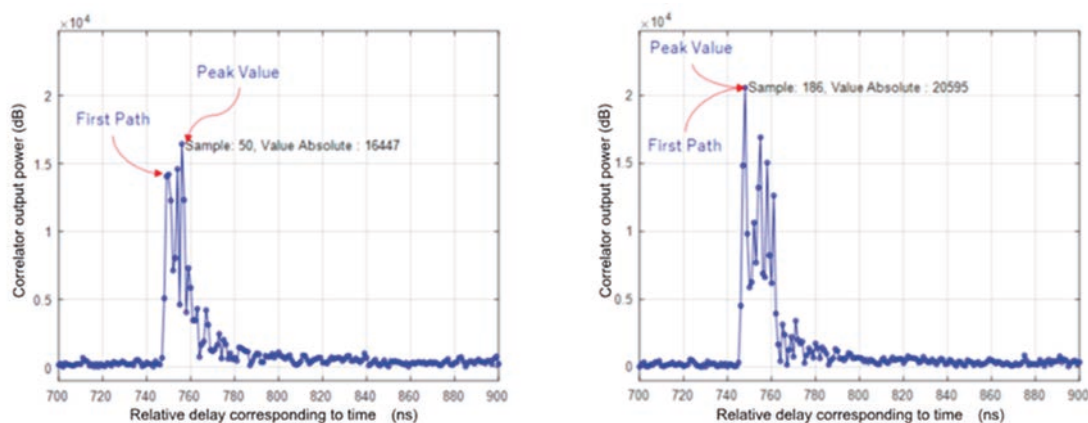 ×10⁴
Peak Value
Sample: 50, Value Absolute : 16447
First Path
2
1.5
1
0.5
0
Correlator output power (dB)
700 720 740 760 780 800 820 840 860 880 900
Relative delay corresponding to time (ns)
×10⁴
Peak Value
Sample: 186, Value Absolute : 20595
First Path
2
1.5
1
0.5
0
Correlator output power (dB)
700 720 740 760 780 800 820 840 860 880 900
Relative delay corresponding to time (ns)